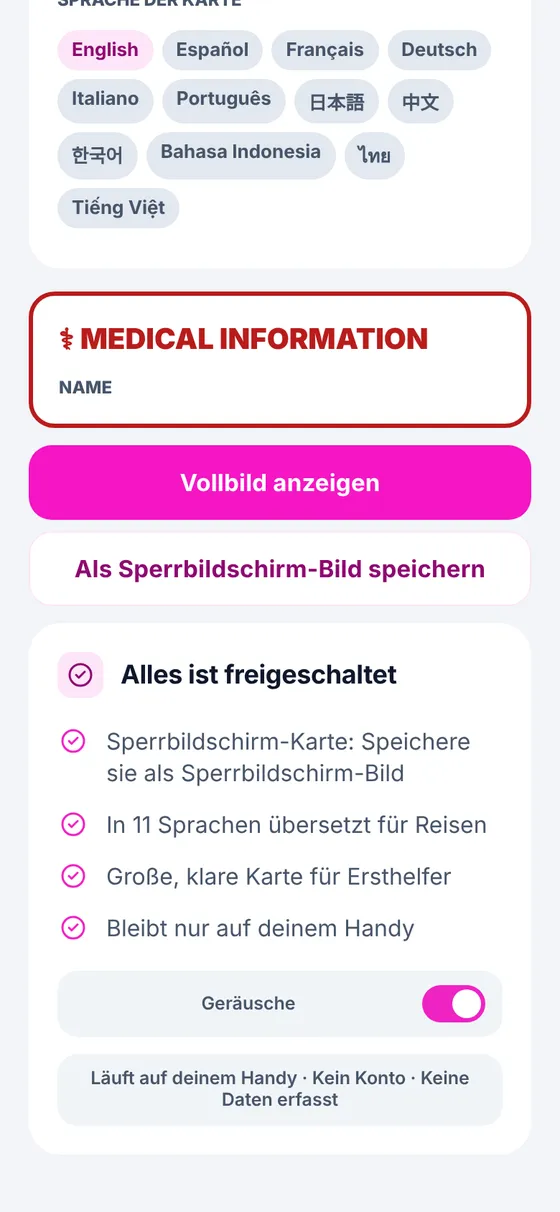 SPRACHE DER KARTE
English Español Français Deutsch
Italiano Português 日本語 中文
한국어 Bahasa Indonesia ไทย
Tiếng Việt
⚕ MEDICAL INFORMATION
NAME
Vollbild anzeigen
Als Sperrbildschirm-Bild speichern
Alles ist freigeschaltet
Sperrbildschirm-Karte: Speichere
sie als Sperrbildschirm-Bild
In 11 Sprachen übersetzt für Reisen
Große, klare Karte für Ersthelfer
Bleibt nur auf deinem Handy
Geräusche
Läuft auf deinem Handy · Kein Konto · Keine
Daten erfasst